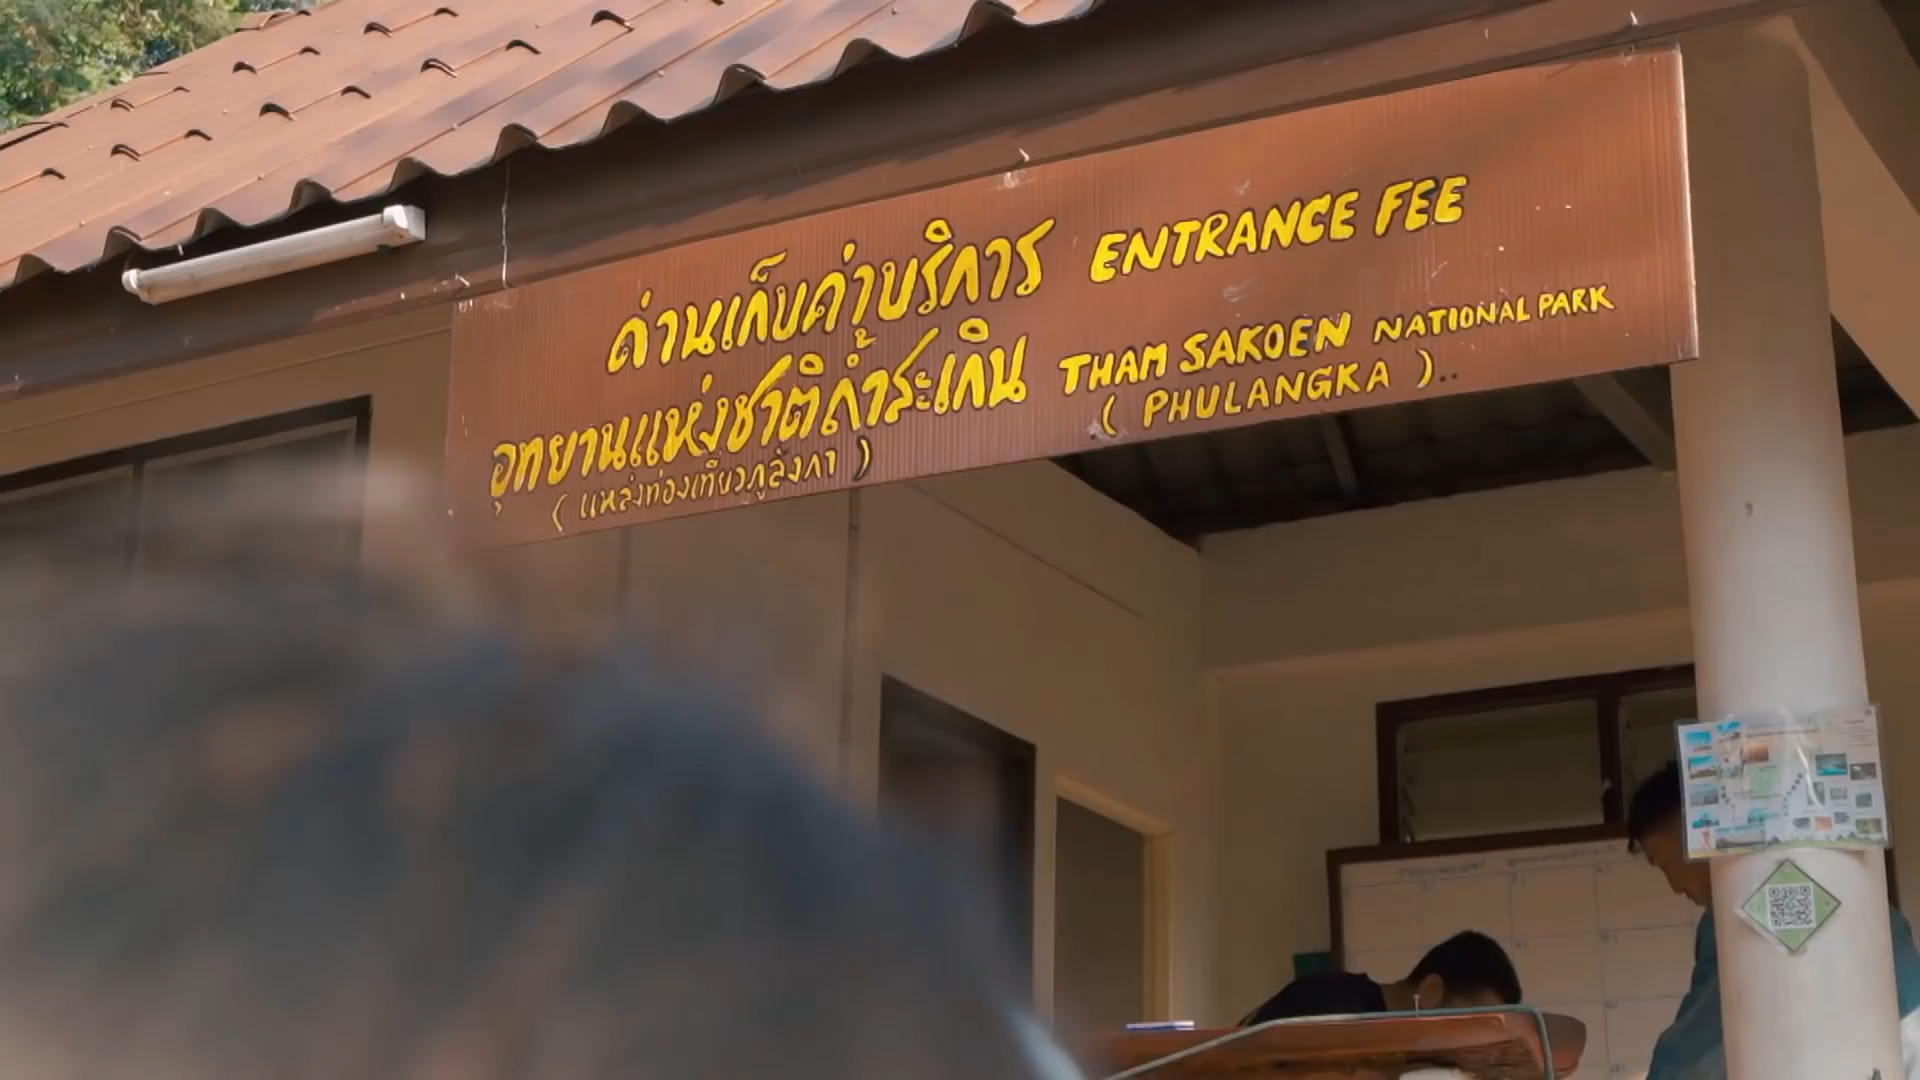 ด่านเก็บค่าบริการ ENTRANCE FEE
อุทยานแห่งชาติถ้ำสะเกิน THAM SAKOEN NATIONAL PARK
(แหล่งท่องเที่ยวภูลังกา) (PHULANGKA)..